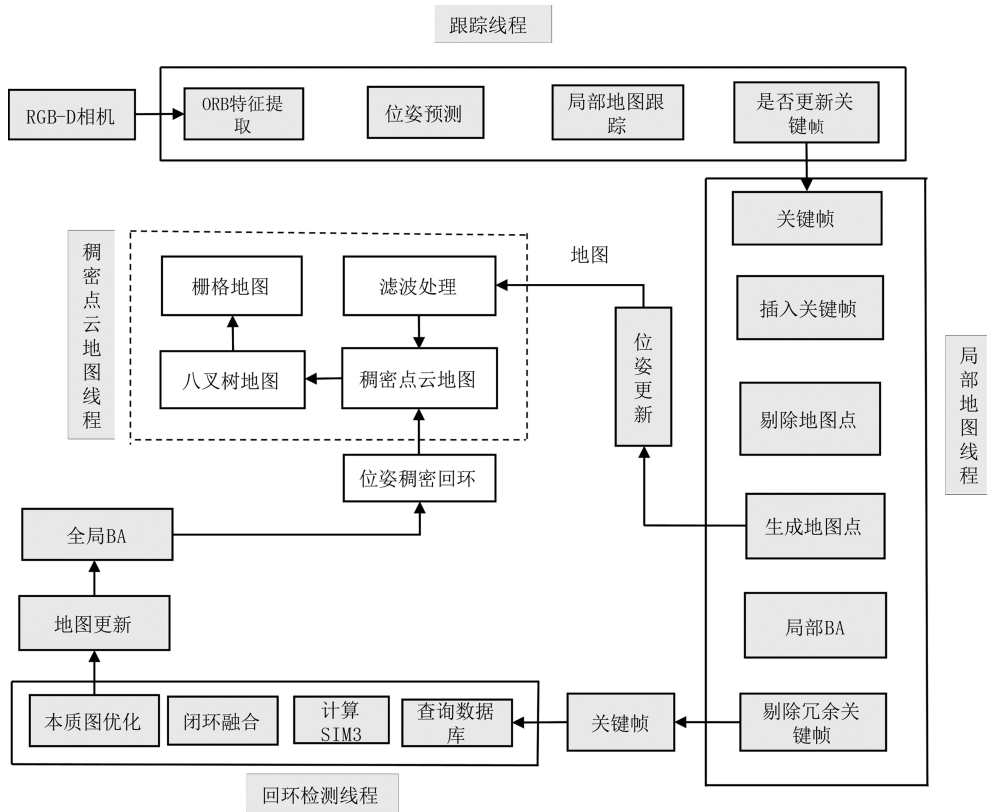 跟踪线程
RGB-D相机
ORB特征提
取
位姿预测
局部地图跟
踪
是否更新关
键帧
关键帧
插入关键帧
剔除地图点
生成地图点
局部BA
剔除冗余关
键帧
局部地图线程
地图
位姿更新
稠密点云地图线程
栅格地图
滤波处理
八叉树地图
稠密点云地图
位姿稠密回环
全局BA
地图更新
本质图优化
闭环融合
计算
SIM3
查询数据
库
关键帧
回环检测线程